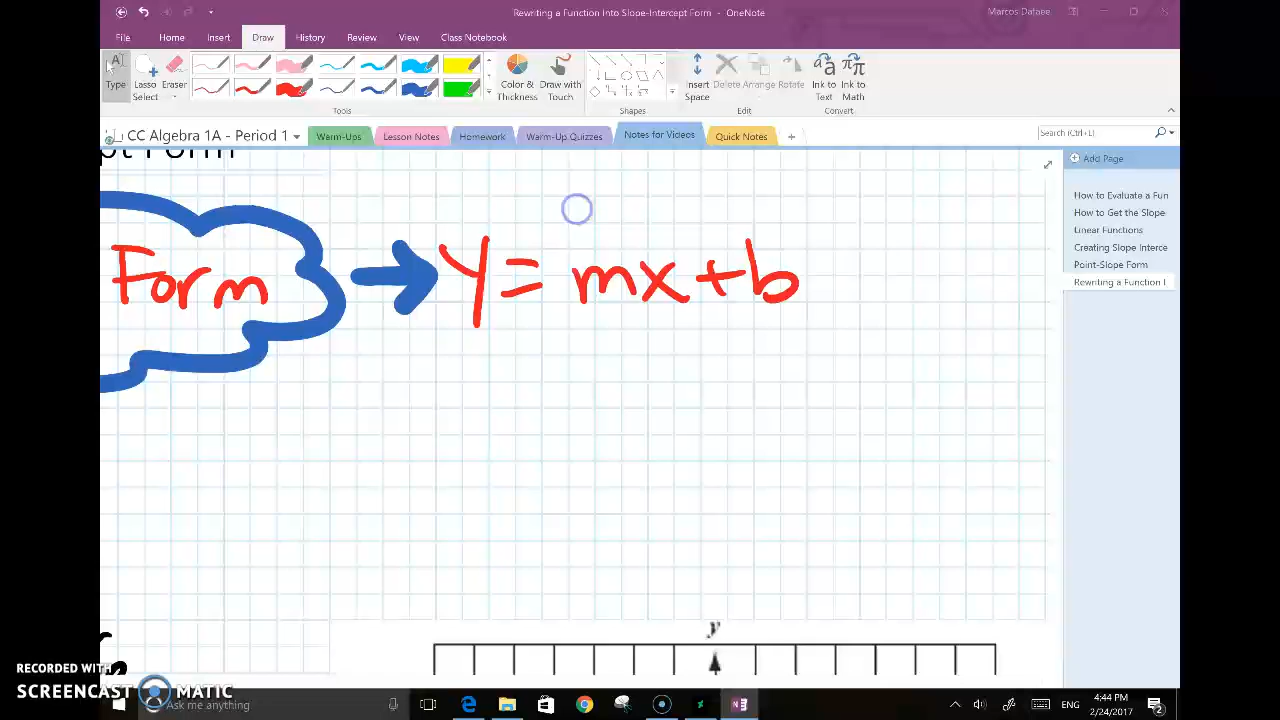 Rewriting a Function Into Slope-Intercept Form - OneNote
Marcos Dafaee
File Home Insert Draw History Review View Class Notebook
Type
Lasso Select
Eraser
Color & Thickness
Draw with Touch
Insert Space
Delete
Arrange
Rotate
Ink to Text
Ink to Math
Tools
Shapes
Edit
Convert
CC Algebra 1A - Period 1
Warm-Ups Lesson Notes Homework Warm-Up Quizzes Notes for Videos Quick Notes
Search (Ctrl+E)
Add Page
How to Evaluate a Fun
How to Get the Slope
Linear Functions
Creating Slope Interce
Point-Slope Form
Rewriting a Function I
Form
Form
y = mx + b
y
RECORDED WITH
SCREENCAST MATIC
Ask me anything
ENG
4:44 PM
2/24/2017
2